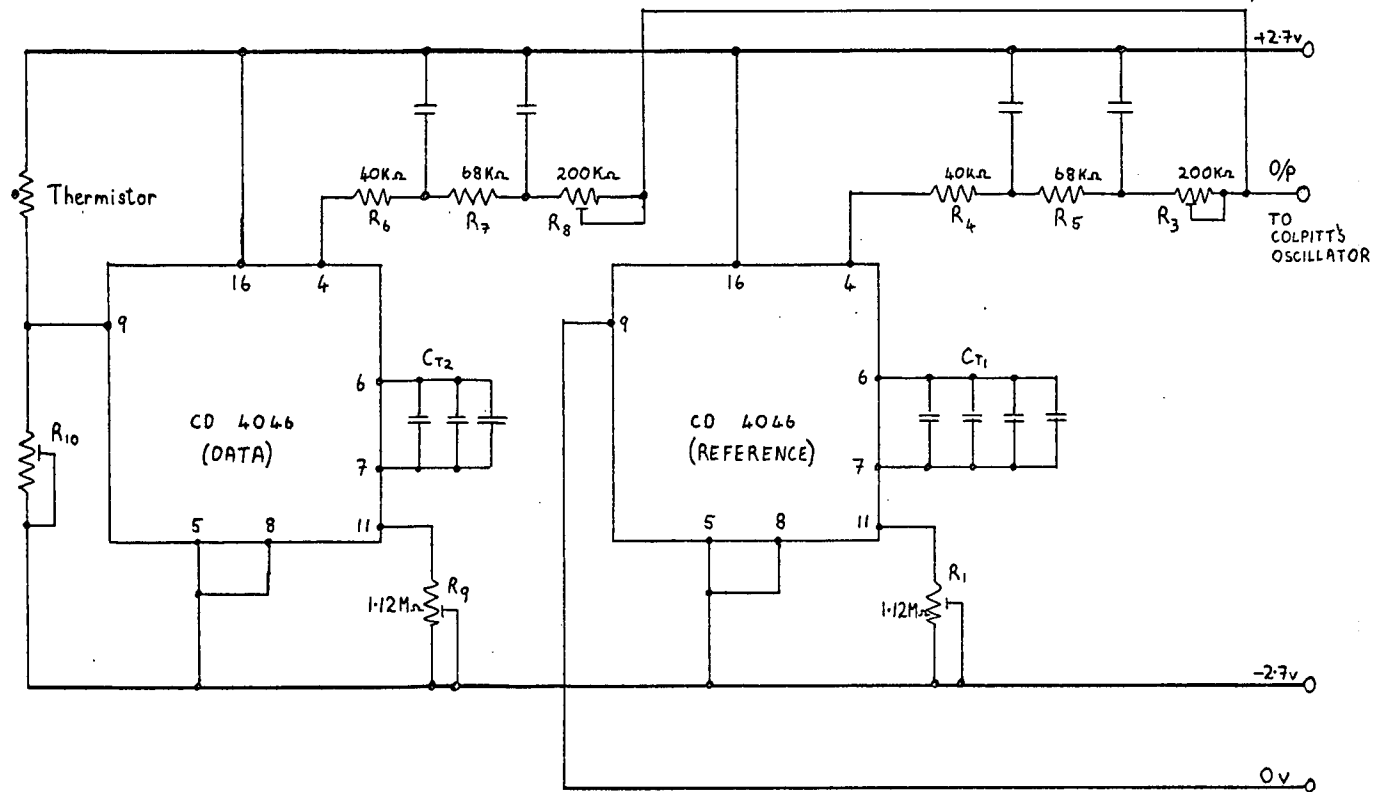 +2.7v
40KΩ
68KΩ
200KΩ
R6
R7
R8
40KΩ
68KΩ
200KΩ
R4
R5
R3
O/P
TO
COLPITT'S
OSCILLATOR
Thermistor
16
4
9
CT2
6
7
CD 4046
(DATA)
5
8
11
R10
R9
1.12MΩ
16
4
9
CT1
6
7
CD 4046
(REFERENCE)
5
8
11
R1
1.12MΩ
-2.7v
0v